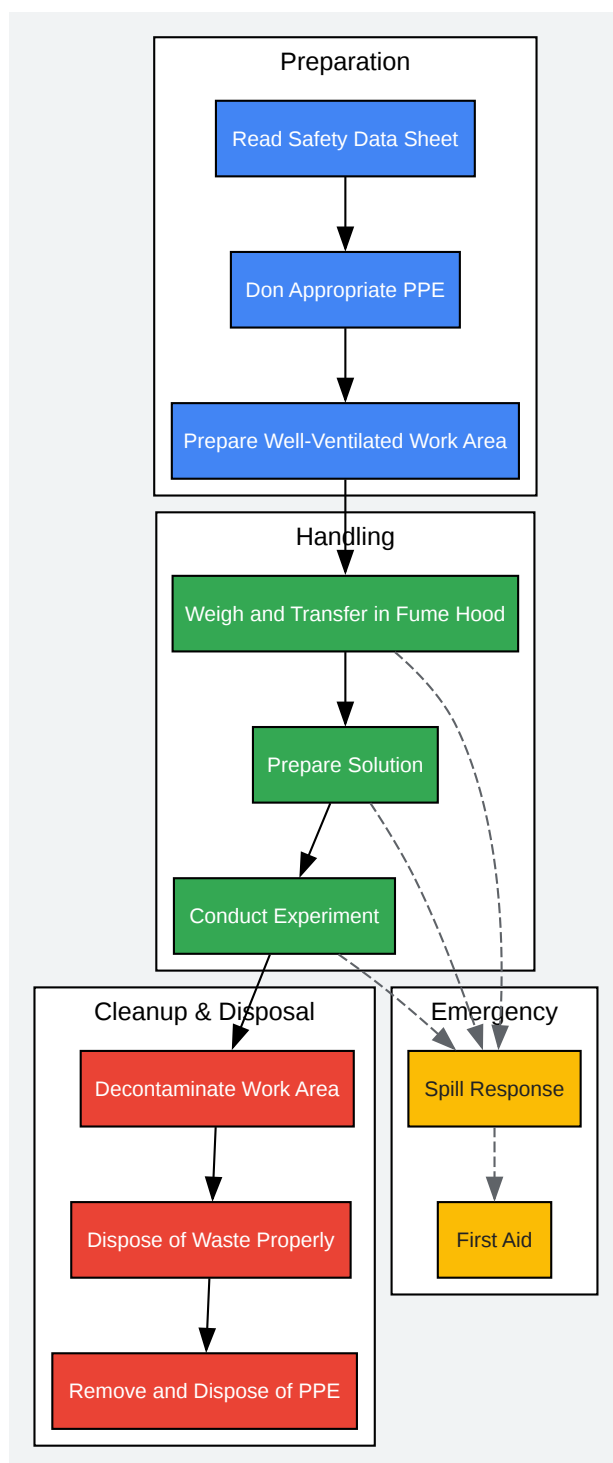 Preparation
Read Safety Data Sheet
Don Appropriate PPE
Prepare Well-Ventilated Work Area
Handling
Weigh and Transfer in Fume Hood
Prepare Solution
Conduct Experiment
Cleanup & Disposal
Decontaminate Work Area
Dispose of Waste Properly
Remove and Dispose of PPE
Emergency
Spill Response
First Aid